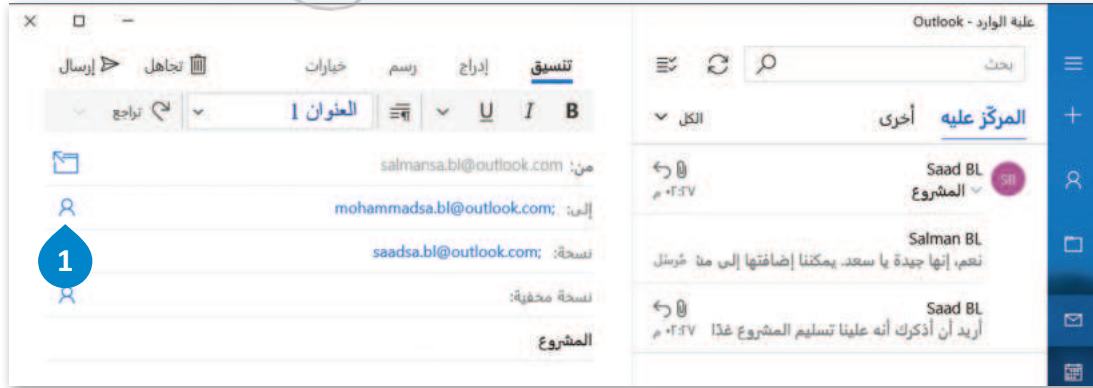 علبة الوارد - Outlook
بحث
المركّز عليه أخرى الكل
SB
Saad BL
المشروع
٠٢:٢٧ م
Salman BL
نعم، إنها جيدة يا سعد. يمكننا إضافتها إلى مذ مُرسَل
Saad BL
أريد أن أذكرك أنه علينا تسليم المشروع غدًا ٠٢:٢٧ م
تنسيق إدراج رسم خيارات تجاهل إرسال
B I U العنوان 1 تراجع
من: salmansa.bl@outlook.com
إلى: mohammadsa.bl@outlook.com;
1
نسخة: saadsa.bl@outlook.com;
نسخة مخفية:
المشروع